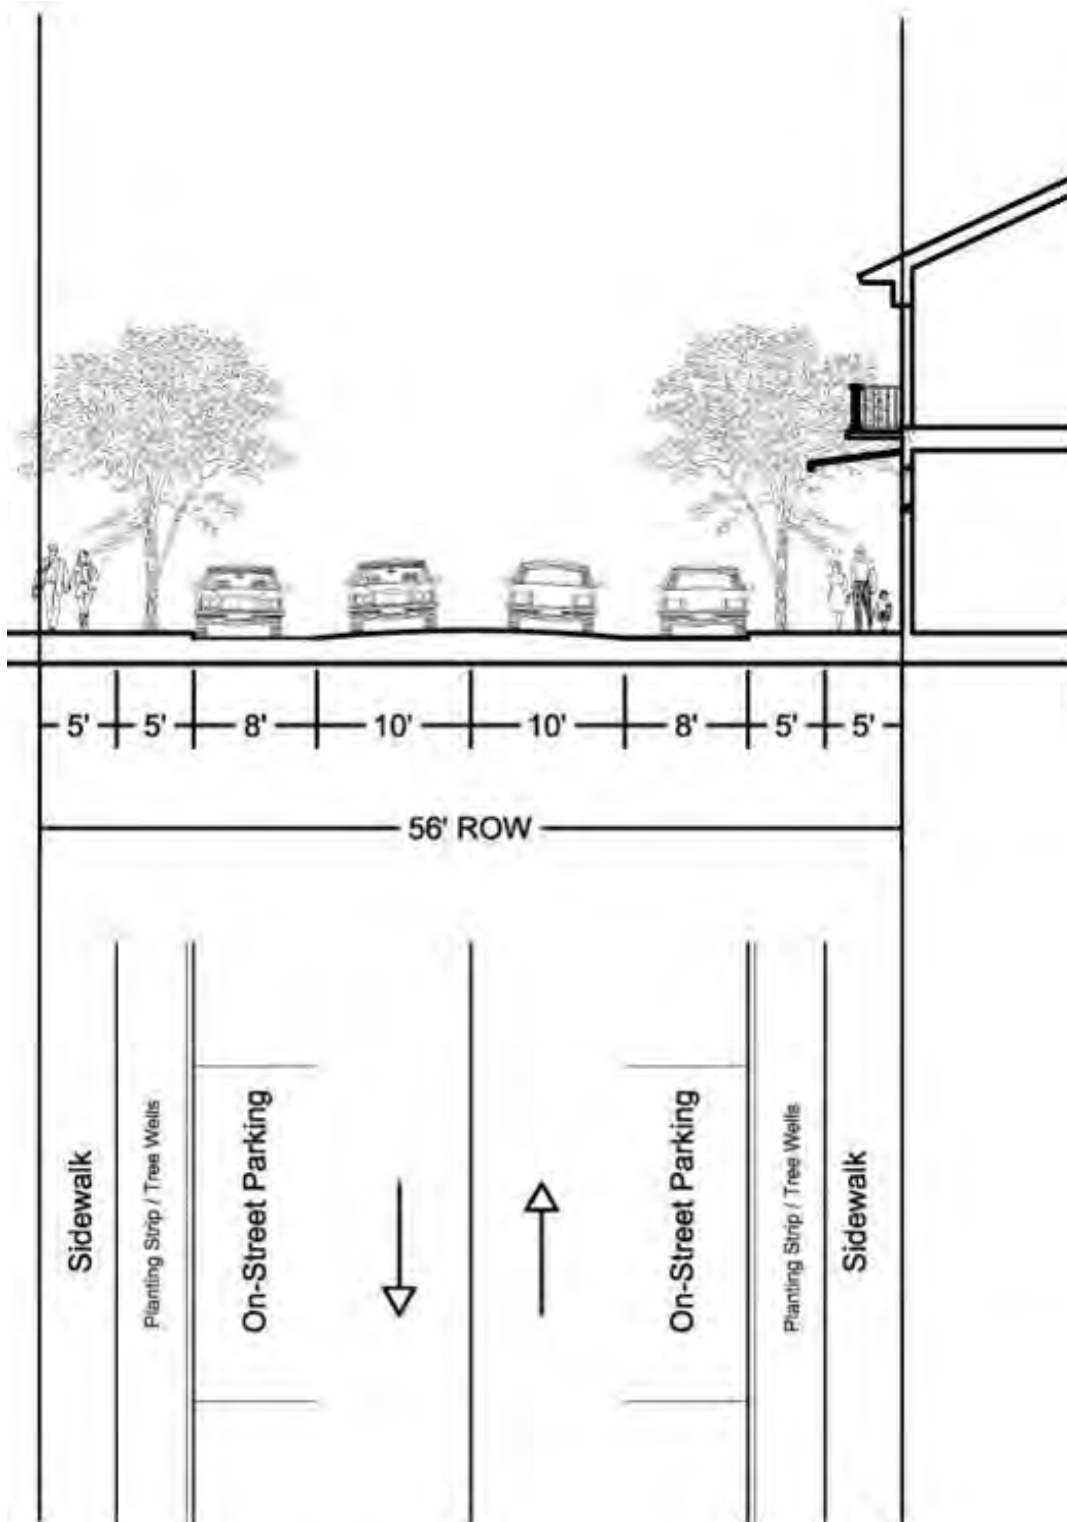 5' 5' 8' 10' 10' 8' 5' 5'
56' ROW
Sidewalk
Planting Strip / Tree Wells
On-Street Parking
On-Street Parking
Planting Strip / Tree Wells
Sidewalk